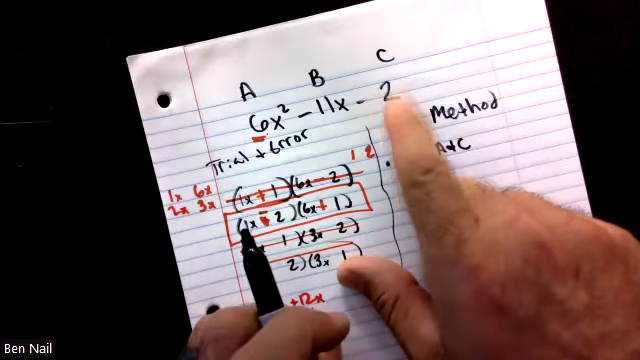 A B C
6x² - 11x - 2
Trial + Error
Method
1 2
A*C
1x 6x
2x 3x
(1x + 1)(6x - 2)
(1x - 2)(6x + 1)
1)(3x 2)
2)(3x 1)
+12x
Ben Nail